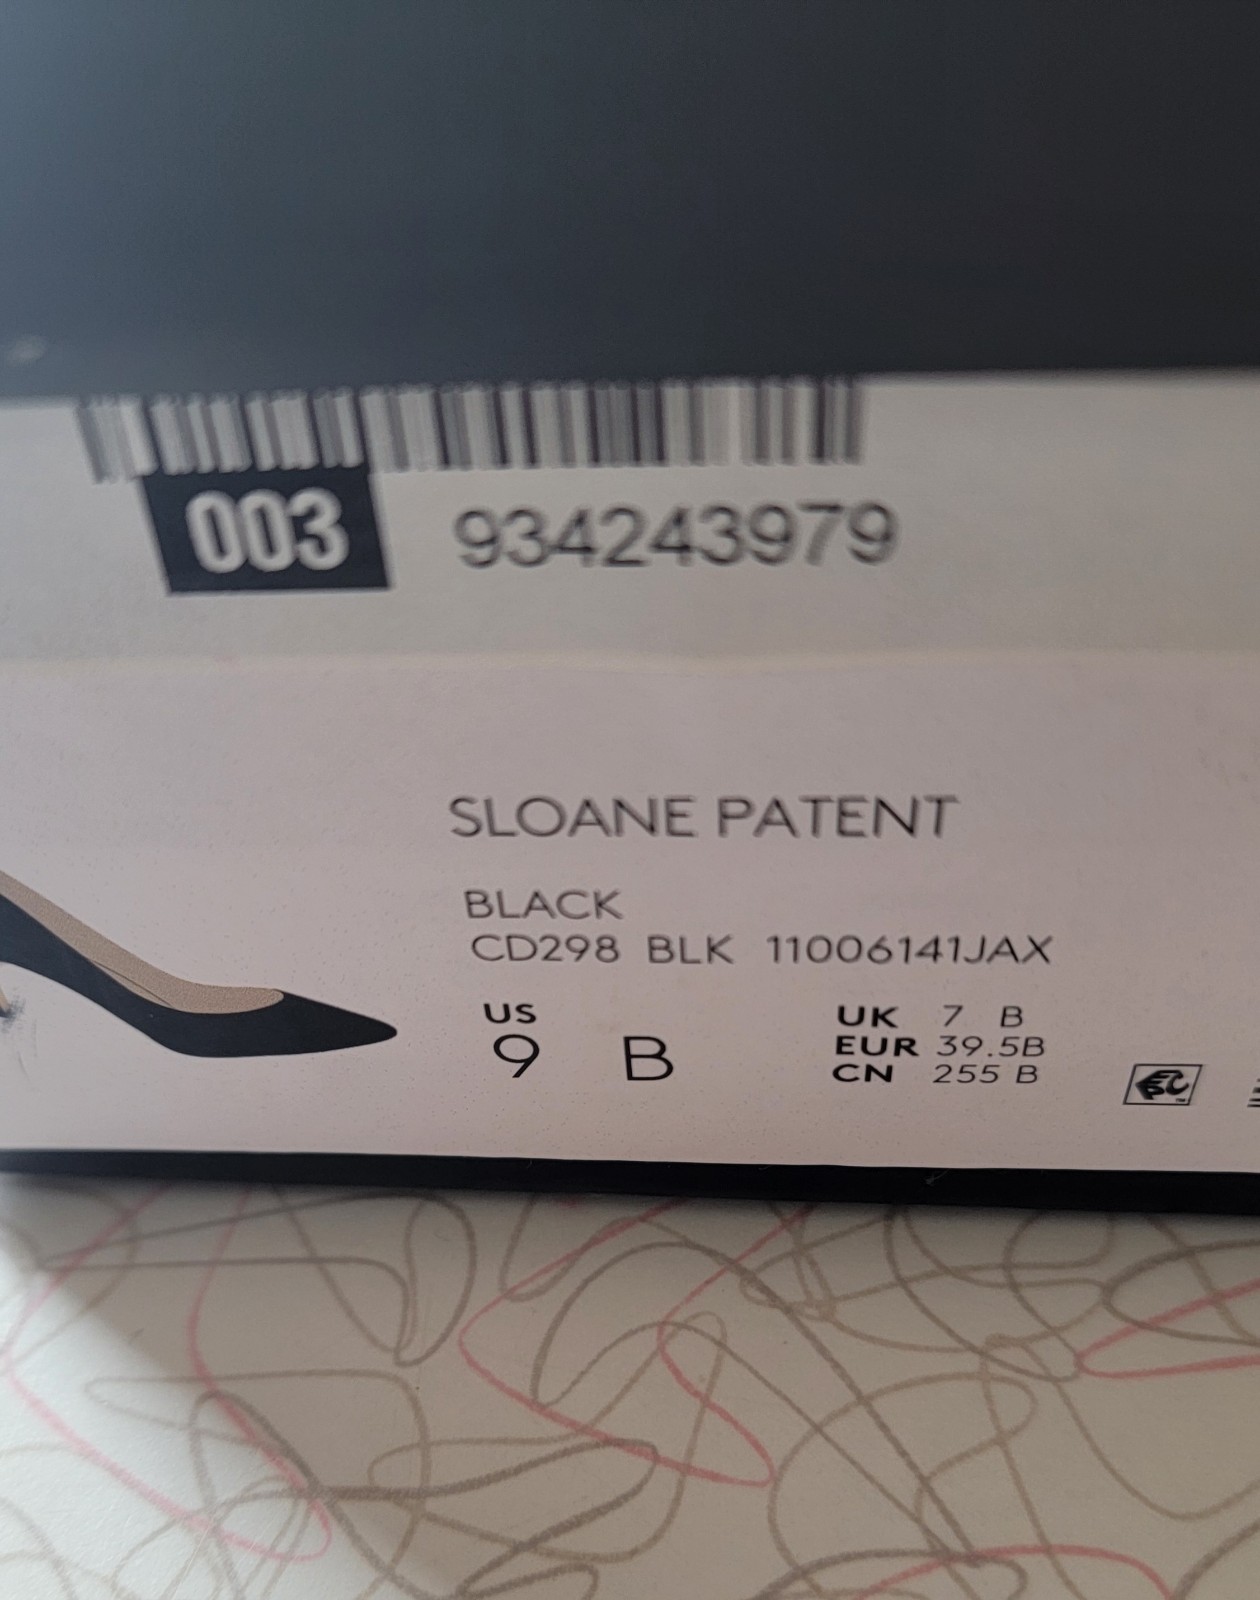 003 934243979
SLOANE PATENT
BLACK
CD298 BLK 11006141JAX
US
9 B
UK 7 B
EUR 39.5B
CN 255 B